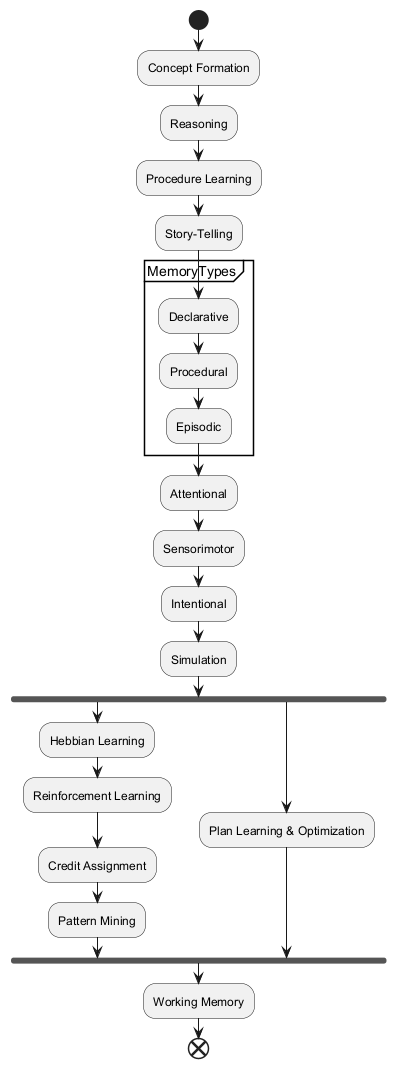 Concept Formation
Reasoning
Procedure Learning
Story-Telling
MemoryTypes
Declarative
Procedural
Episodic
Attentional
Sensorimotor
Intentional
Simulation
Hebbian Learning
Reinforcement Learning
Plan Learning & Optimization
Credit Assignment
Pattern Mining
Working Memory